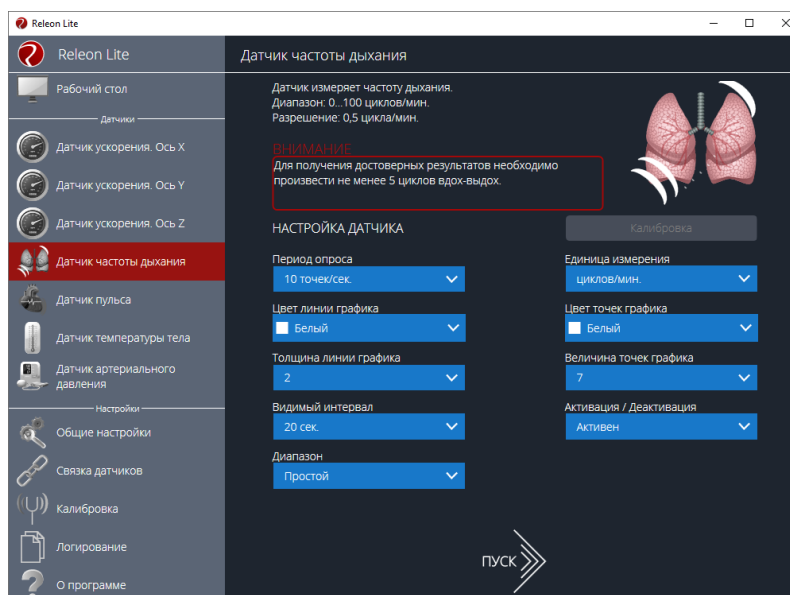 Releon Lite
Releon Lite
Рабочий стол
Датчики
Датчик ускорения. Ось X
Датчик ускорения. Ось Y
Датчик ускорения. Ось Z
Датчик частоты дыхания
Датчик пульса
Датчик температуры тела
Датчик артериального
давления
Настройки
Общие настройки
Связка датчиков
Калибровка
Логирование
О программе
Датчик частоты дыхания
Датчик измеряет частоту дыхания.
Диапазон: 0...100 циклов/мин.
Разрешение: 0,5 цикла/мин.
ВНИМАНИЕ
Для получения достоверных результатов необходимо
произвести не менее 5 циклов вдох-выдох.
НАСТРОЙКА ДАТЧИКА
Калибровка
Период опроса
10 точек/сек.
Единица измерения
циклов/мин.
Цвет линии графика
Белый
Цвет точек графика
Белый
Толщина линии графика
2
Величина точек графика
7
Видимый интервал
20 сек.
Активация / Деактивация
Активен
Диапазон
Простой
ПУСК